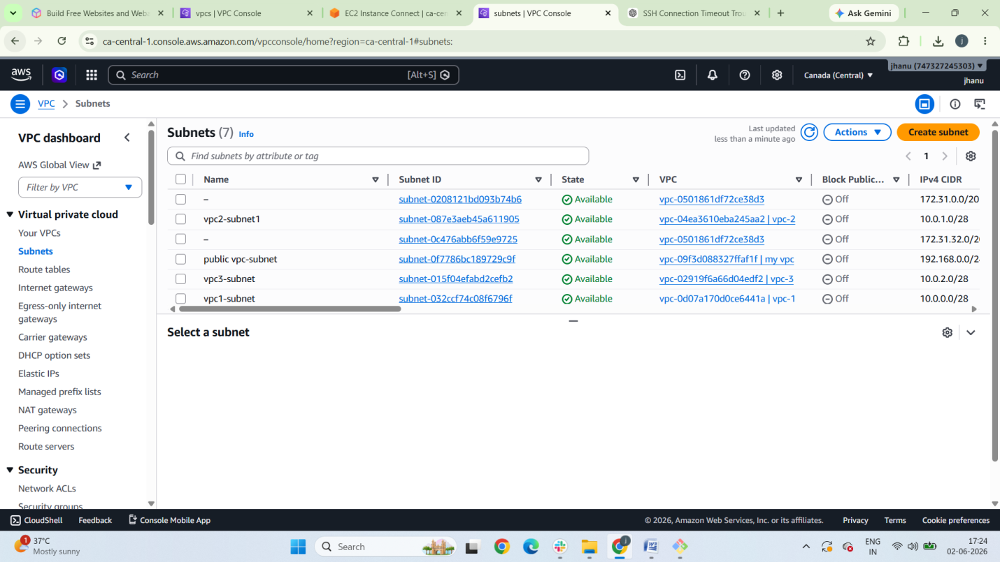 Build Free Websites and Weba
vpcs | VPC Console
EC2 Instance Connect | ca-cen
subnets | VPC Console
SSH Connection Timeout Trou
Ask Gemini
ca-central-1.console.aws.amazon.com/vpcconsole/home?region=ca-central-1#subnets:
j
aws
Search
[Alt+S]
Canada (Central)
jhanu (747327245303)
jhanu
VPC
Subnets
VPC dashboard
AWS Global View
Filter by VPC
Virtual private cloud
Your VPCs
Subnets
Route tables
Internet gateways
Egress-only internet
gateways
Carrier gateways
DHCP option sets
Elastic IPs
Managed prefix lists
NAT gateways
Peering connections
Route servers
Security
Network ACLs
Security groups
Subnets (7) Info
Last updated
less than a minute ago
Actions
Create subnet
Find subnets by attribute or tag
1
Name Subnet ID State VPC Block Public... IPv4 CIDR
– subnet-0208121bd093b74b6 Available vpc-0501861df72ce38d3 Off 172.31.0.0/20
vpc2-subnet1 subnet-087e3aeb45a611905 Available vpc-04ea3610eba245aa2 | vpc-2 Off 10.0.1.0/28
– subnet-0c476abb6f59e9725 Available vpc-0501861df72ce38d3 Off 172.31.32.0/20
public vpc-subnet subnet-0f7786bc189729c9f Available vpc-09f3d088327ffaf1f | my vpc Off 192.168.0.0/24
vpc3-subnet subnet-015f04efabd2cefb2 Available vpc-02919f6a66d04edf2 | vpc-3 Off 10.0.2.0/28
vpc1-subnet subnet-032ccf74c08f6796f Available vpc-0d07a170d0ce6441a | vpc-1 Off 10.0.0.0/28
Select a subnet
CloudShell Feedback Console Mobile App
© 2026, Amazon Web Services, Inc. or its affiliates. Privacy Terms Cookie preferences
1
37°C
Mostly sunny
Search
j
ENG
IN
17:24
02-06-2026